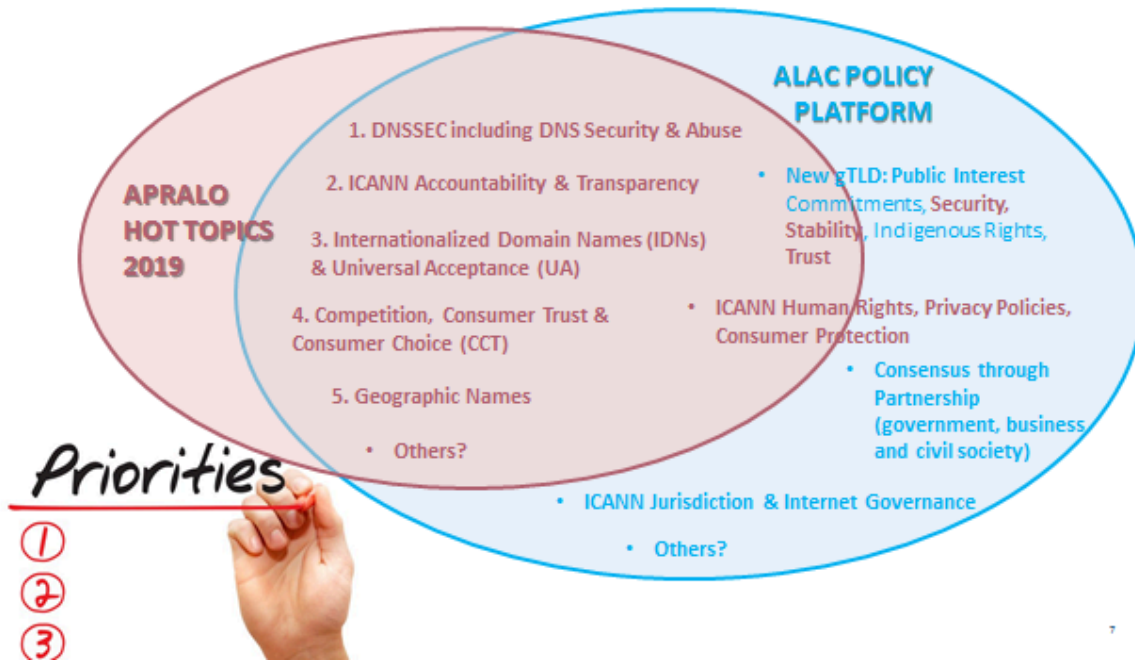 ALAC POLICY
PLATFORM
APRALO
HOT TOPICS
2019
1. DNSSEC including DNS Security & Abuse
2. ICANN Accountability & Transparency
3. Internationalized Domain Names (IDNs)
& Universal Acceptance (UA)
4. Competition, Consumer Trust &
Consumer Choice (CCT)
5. Geographic Names
• Others?
• New gTLD: Public Interest
Commitments, Security,
Stability, Indigenous Rights,
Trust
• ICANN Human Rights, Privacy Policies,
Consumer Protection
• Consensus through
Partnership
(government, business
and civil society)
• ICANN Jurisdiction & Internet Governance
• Others?
Priorities
1
2
3
7